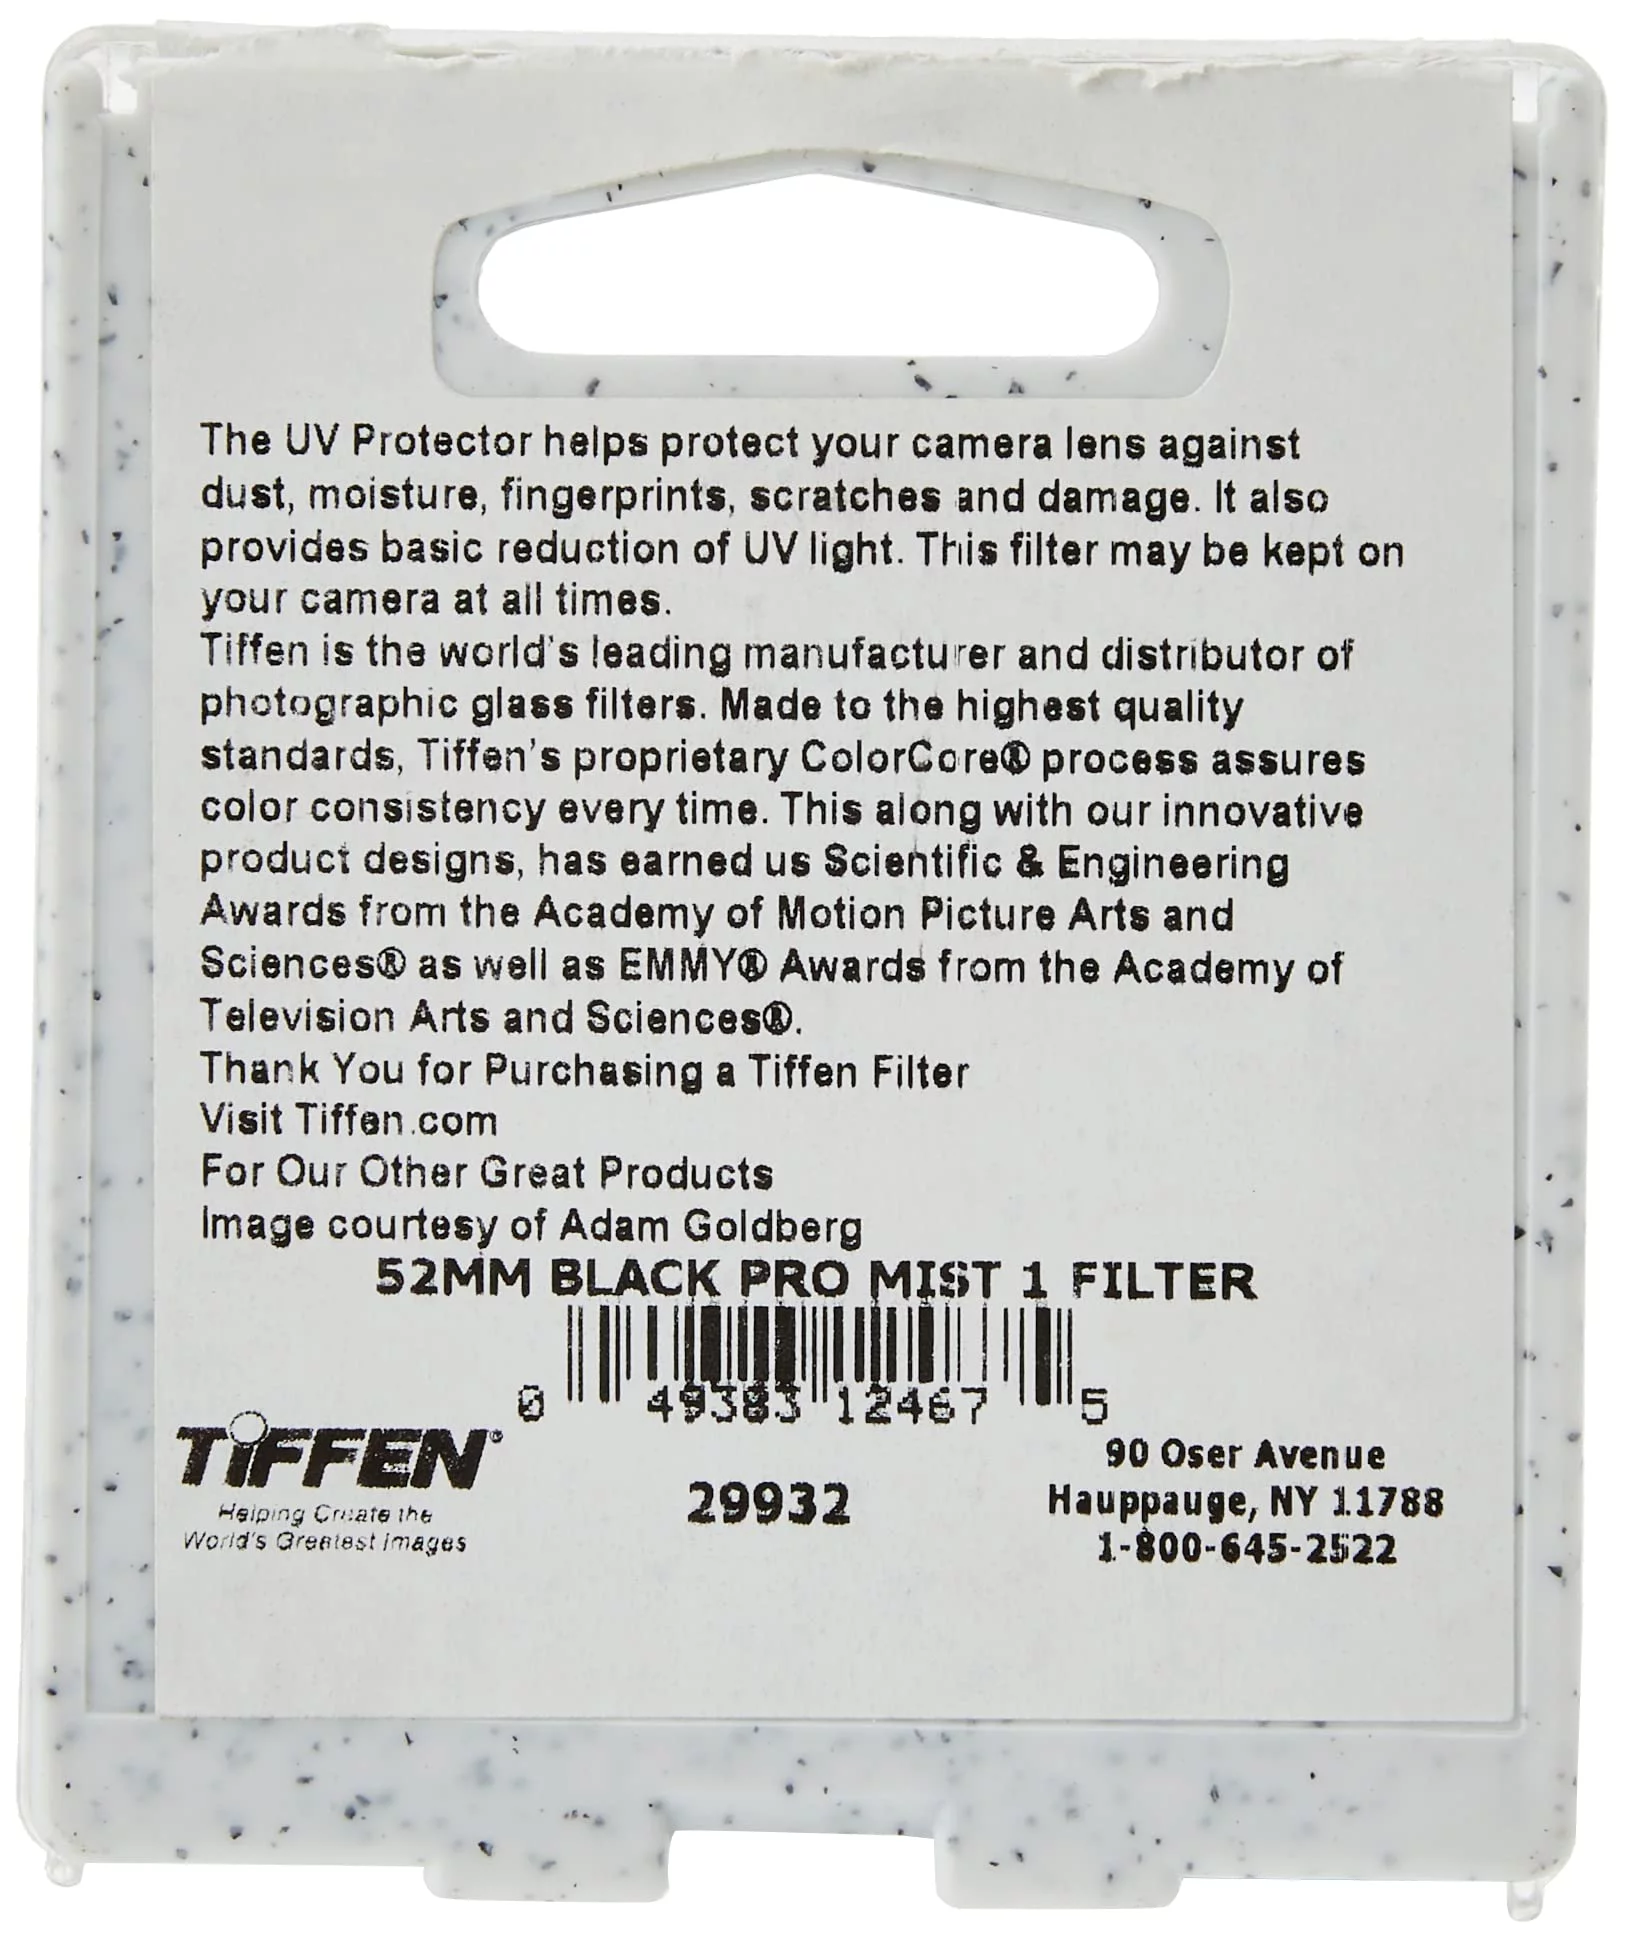 The UV Protector helps protect your camera lens against
dust, moisture, fingerprints, scratches and damage. It also
provides basic reduction of UV light. This filter may be kept on
your camera at all times.
Tiffen is the world's leading manufacturer and distributor of
photographic glass filters. Made to the highest quality
standards, Tiffen's proprietary ColorCore® process assures
color consistency every time. This along with our innovative
product designs, has earned us Scientific & Engineering
Awards from the Academy of Motion Picture Arts and
Sciences® as well as EMMY® Awards from the Academy of
Television Arts and Sciences®.
Thank You for Purchasing a Tiffen Filter
Visit Tiffen.com
For Our Other Great Products
Image courtesy of Adam Goldberg
52MM BLACK PRO MIST 1 FILTER
0 49383 12467 5
TIFFEN®
Helping Create the
World's Greatest Images
29932
90 Oser Avenue
Hauppauge, NY 11788
1-800-645-2522